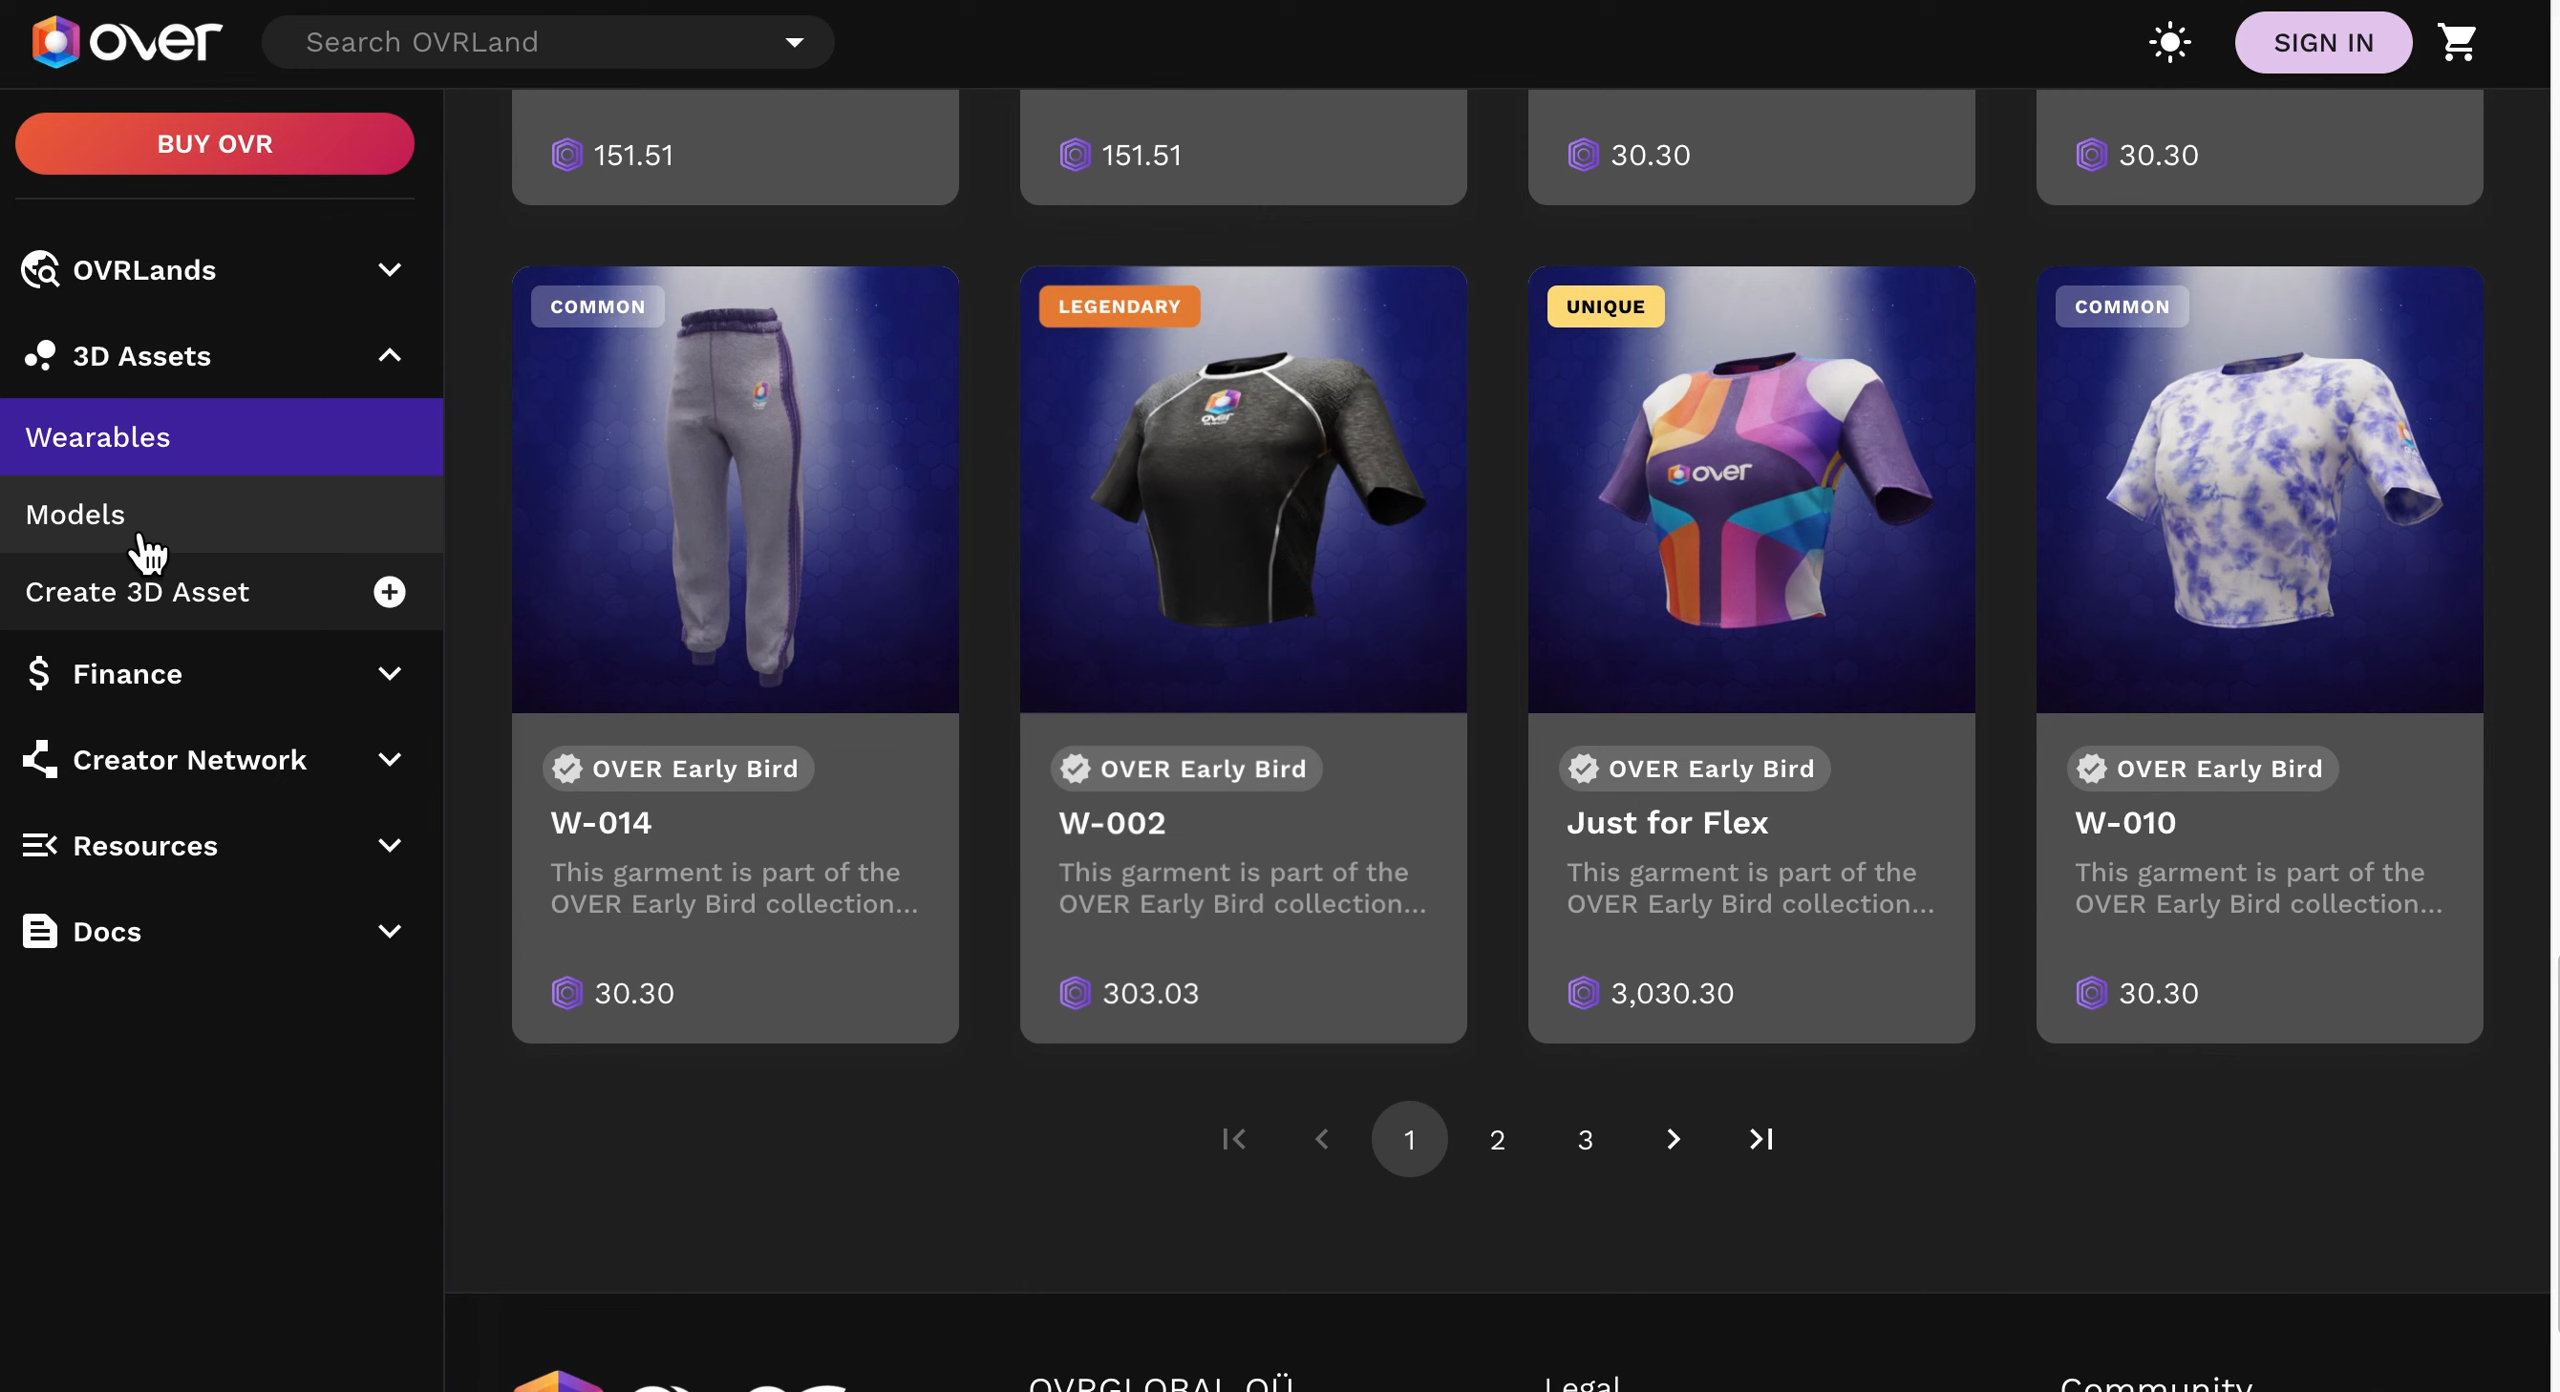 over
Search OVRLand
SIGN IN
BUY OVR
OVRLands
3D Assets
Wearables
Models
Create 3D Asset
Finance
Creator Network
Resources
Docs
151.51
151.51
30.30
30.30
COMMON
OVER Early Bird
W-014
This garment is part of the
OVER Early Bird collection...
30.30
LEGENDARY
over
OVER Early Bird
W-002
This garment is part of the
OVER Early Bird collection...
303.03
UNIQUE
over
OVER Early Bird
Just for Flex
This garment is part of the
OVER Early Bird collection...
3,030.30
COMMON
OVER Early Bird
W-010
This garment is part of the
OVER Early Bird collection...
30.30
1
2
3
OVRGLOBAL OÜ
Legal
Community